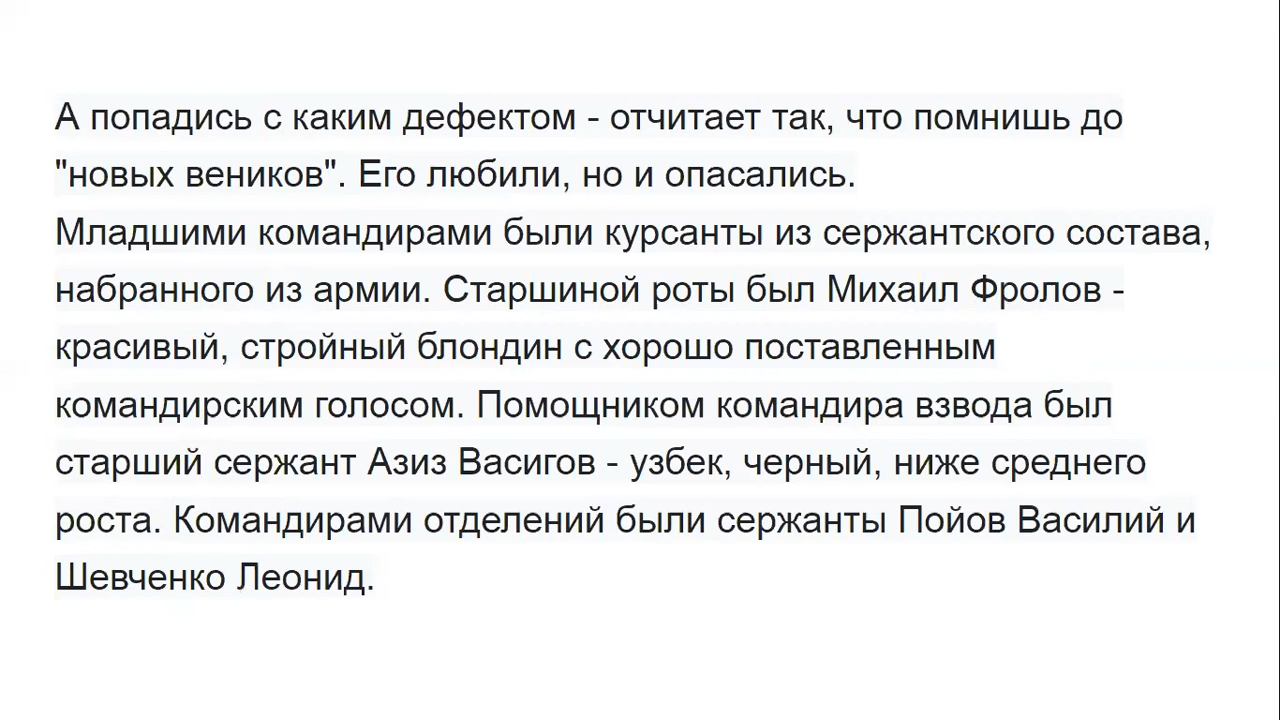 А попадись с каким дефектом - отчитает так, что помнишь до
"новых веников". Его любили, но и опасались.
Младшими командирами были курсанты из сержантского состава,
набранного из армии. Старшиной роты был Михаил Фролов -
красивый, стройный блондин с хорошо поставленным
командирским голосом. Помощником командира взвода был
старший сержант Азиз Васигов - узбек, черный, ниже среднего
роста. Командирами отделений были сержанты Пойов Василий и
Шевченко Леонид.